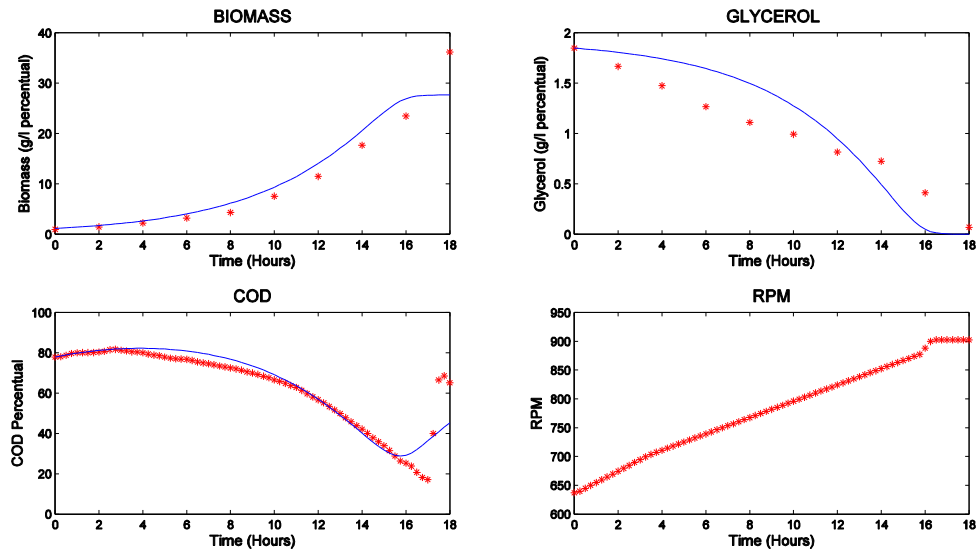 BIOMASS
Biomass (g/l percentual)
40
30
20
10
0
0 2 4 6 8 10 12 14 16 18
Time (Hours)
GLYCEROL
Glycerol (g/l percentual)
2
1.5
1
0.5
0
0 2 4 6 8 10 12 14 16 18
Time (Hours)
COD
COD Percentual
100
80
60
40
20
0
0 2 4 6 8 10 12 14 16 18
Time (Hours)
RPM
RPM
950
900
850
800
750
700
650
600
0 2 4 6 8 10 12 14 16 18
Time (Hours)